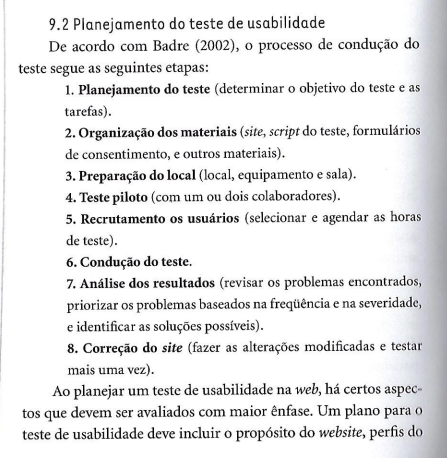 9.2 Planejamento do teste de usabilidade
De acordo com Badre (2002), o processo de condução do
teste segue as seguintes etapas:
1. Planejamento do teste (determinar o objetivo do teste e as
tarefas).
2. Organização dos materiais (site, script do teste, formulários
de consentimento, e outros materiais).
3. Preparação do local (local, equipamento e sala).
4. Teste piloto (com um ou dois colaboradores).
5. Recrutamento os usuários (selecionar e agendar as horas
de teste).
6. Condução do teste.
7. Análise dos resultados (revisar os problemas encontrados,
priorizar os problemas baseados na freqüência e na severidade,
e identificar as soluções possíveis).
8. Correção do site (fazer as alterações modificadas e testar
mais uma vez).
Ao planejar um teste de usabilidade na web, há certos aspec-
tos que devem ser avaliados com maior ênfase. Um plano para o
teste de usabilidade deve incluir o propósito do website, perfis do